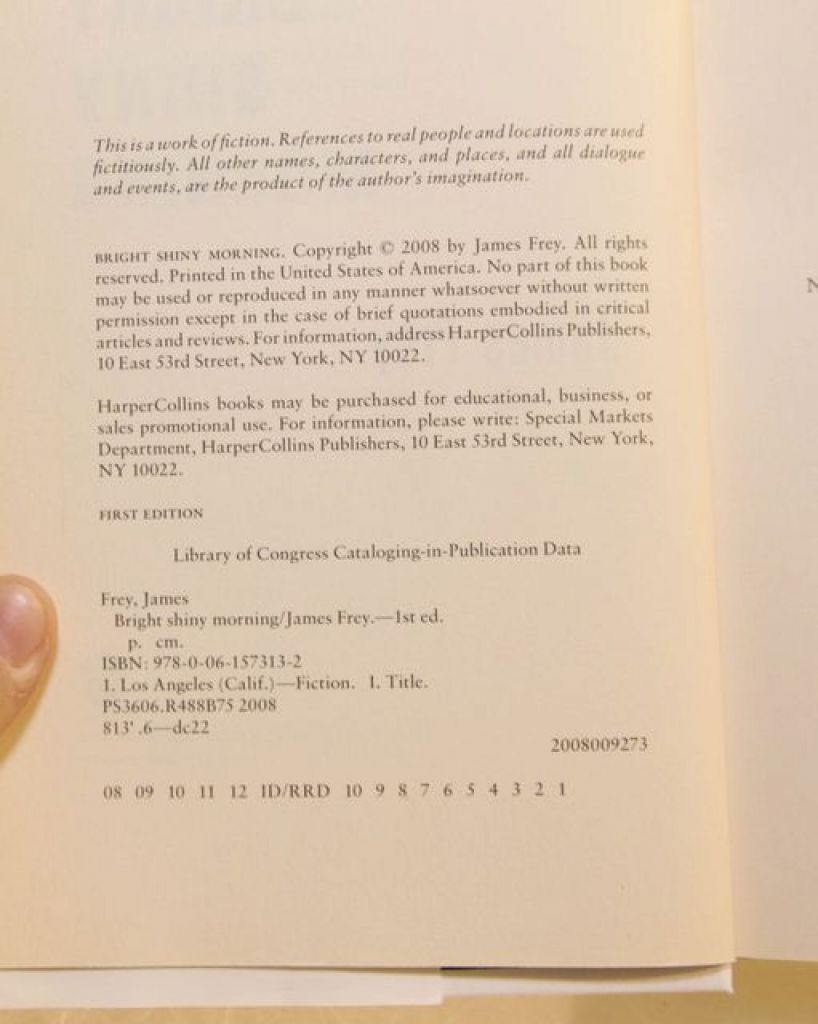 This is a work of fiction. References to real people and locations are used
fictitiously. All other names, characters, and places, and all dialogue
and events, are the product of the author's imagination.
BRIGHT SHINY MORNING. Copyright © 2008 by James Frey. All rights
reserved. Printed in the United States of America. No part of this book
may be used or reproduced in any manner whatsoever without written
permission except in the case of brief quotations embodied in critical
articles and reviews. For information, address HarperCollins Publishers,
10 East 53rd Street, New York, NY 10022.
HarperCollins books may be purchased for educational, business, or
sales promotional use. For information, please write: Special Markets
Department, HarperCollins Publishers, 10 East 53rd Street, New York,
NY 10022.
FIRST EDITION
Library of Congress Cataloging-in-Publication Data
Frey, James
Bright shiny morning/James Frey.—1st ed.
p. cm.
ISBN: 978-0-06-157313-2
1. Los Angeles (Calif.)—Fiction. I. Title.
PS3606.R488B75 2008
813'.6—dc22
2008009273
08 09 10 11 12 ID/RRD 10 9 8 7 6 5 4 3 2 1